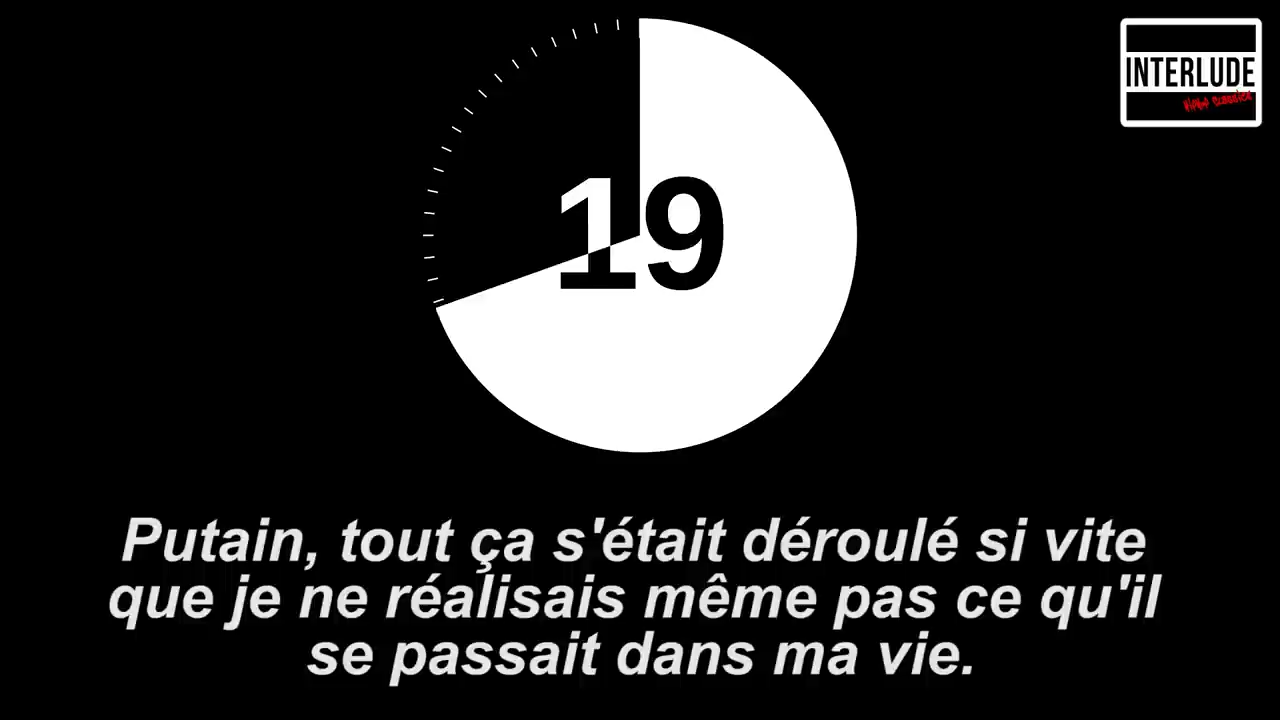 INTERLUDE
19
Putain, tout ça s'était déroulé si vite
que je ne réalisais même pas ce qu'il
se passait dans ma vie.